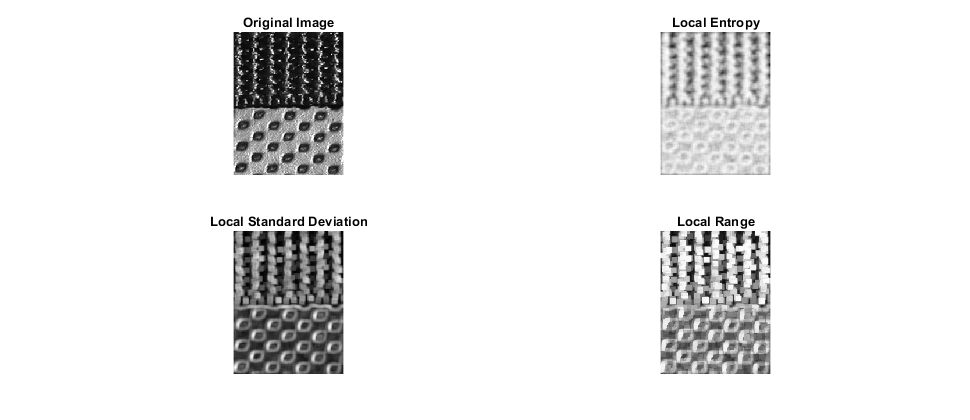 Original Image
Local Entropy
Local Standard Deviation
Local Range